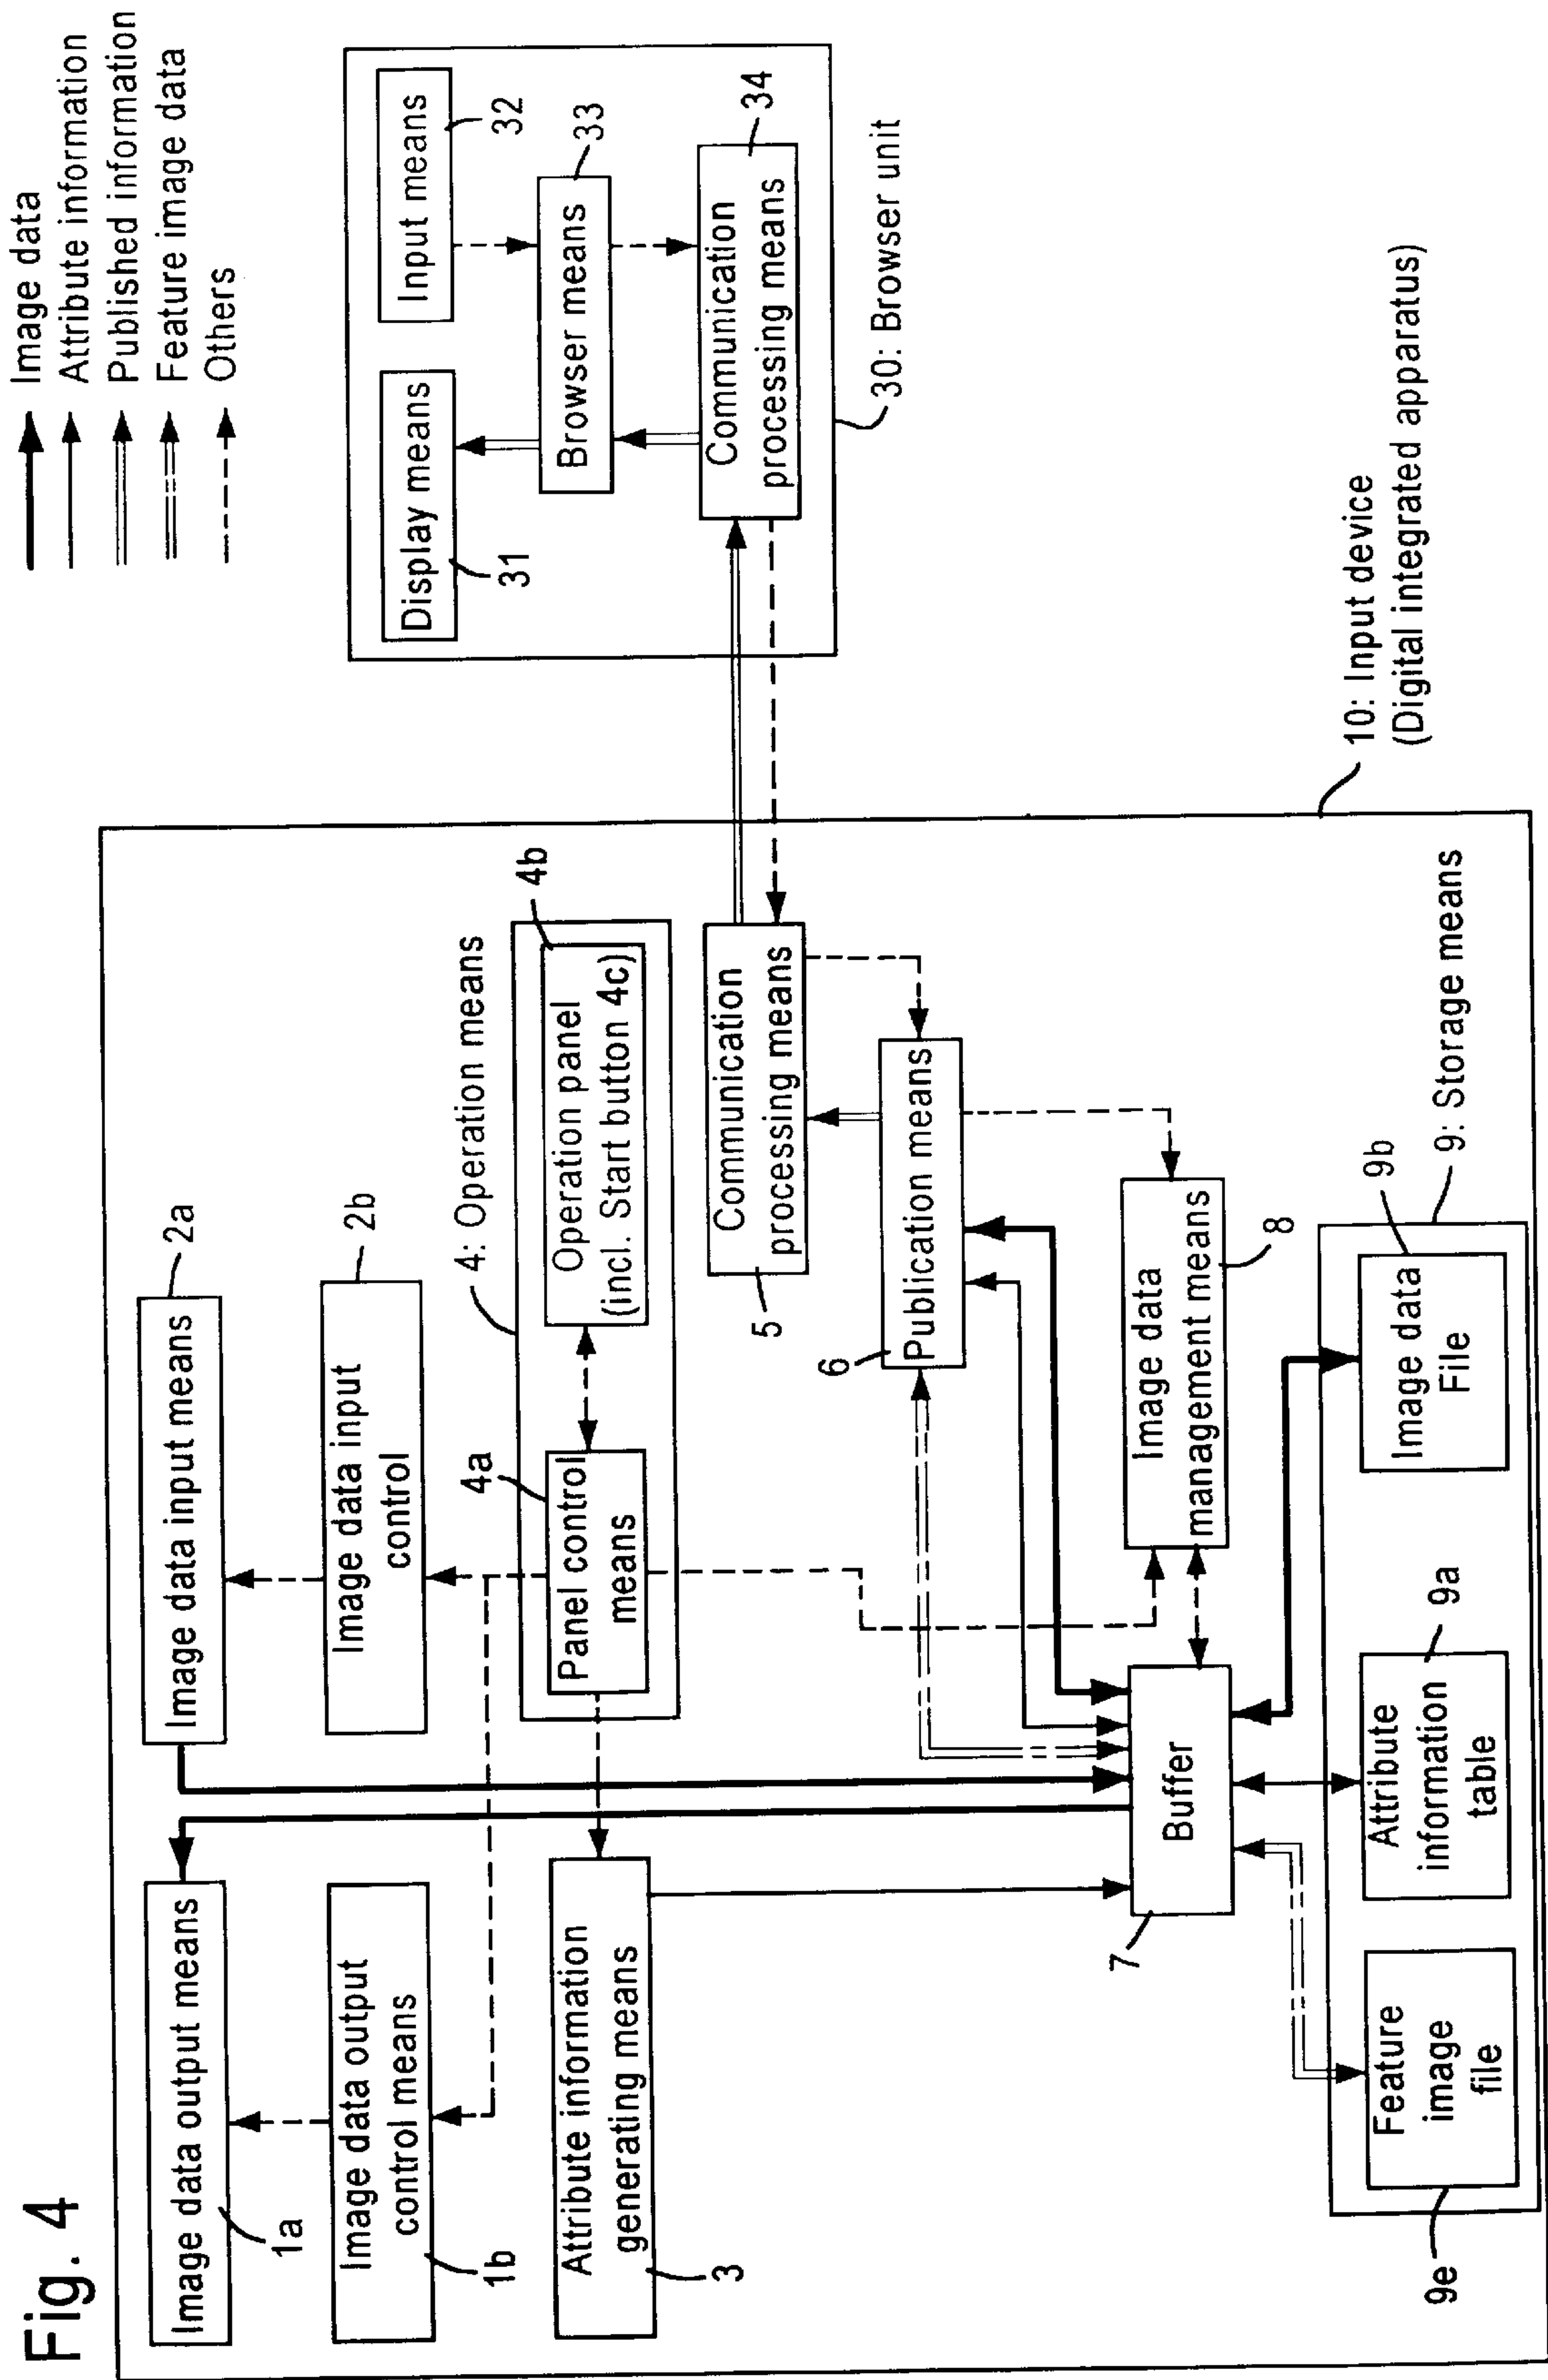 Fig. 4
Image data
Attribute information
Published information
Feature image data
Others
Image data output means
1a
Image data output
control means
1b
Attribute information
generating means
3
Image data input means
2a
Image data input
control
2b
4: Operation means
4a
Panel control
means
4b
Operation panel
(incl. Start button 4c)
Communication
processing means
5
Publication means
6
Image data
management means
8
Buffer
7
9: Storage means
Feature
image
file
9e
Attribute
information
table
9a
Image data
File
9b
10: Input device
(Digital integrated apparatus)
Display means
31
Input means
32
Browser means
33
Communication
processing means
34
30: Browser unit